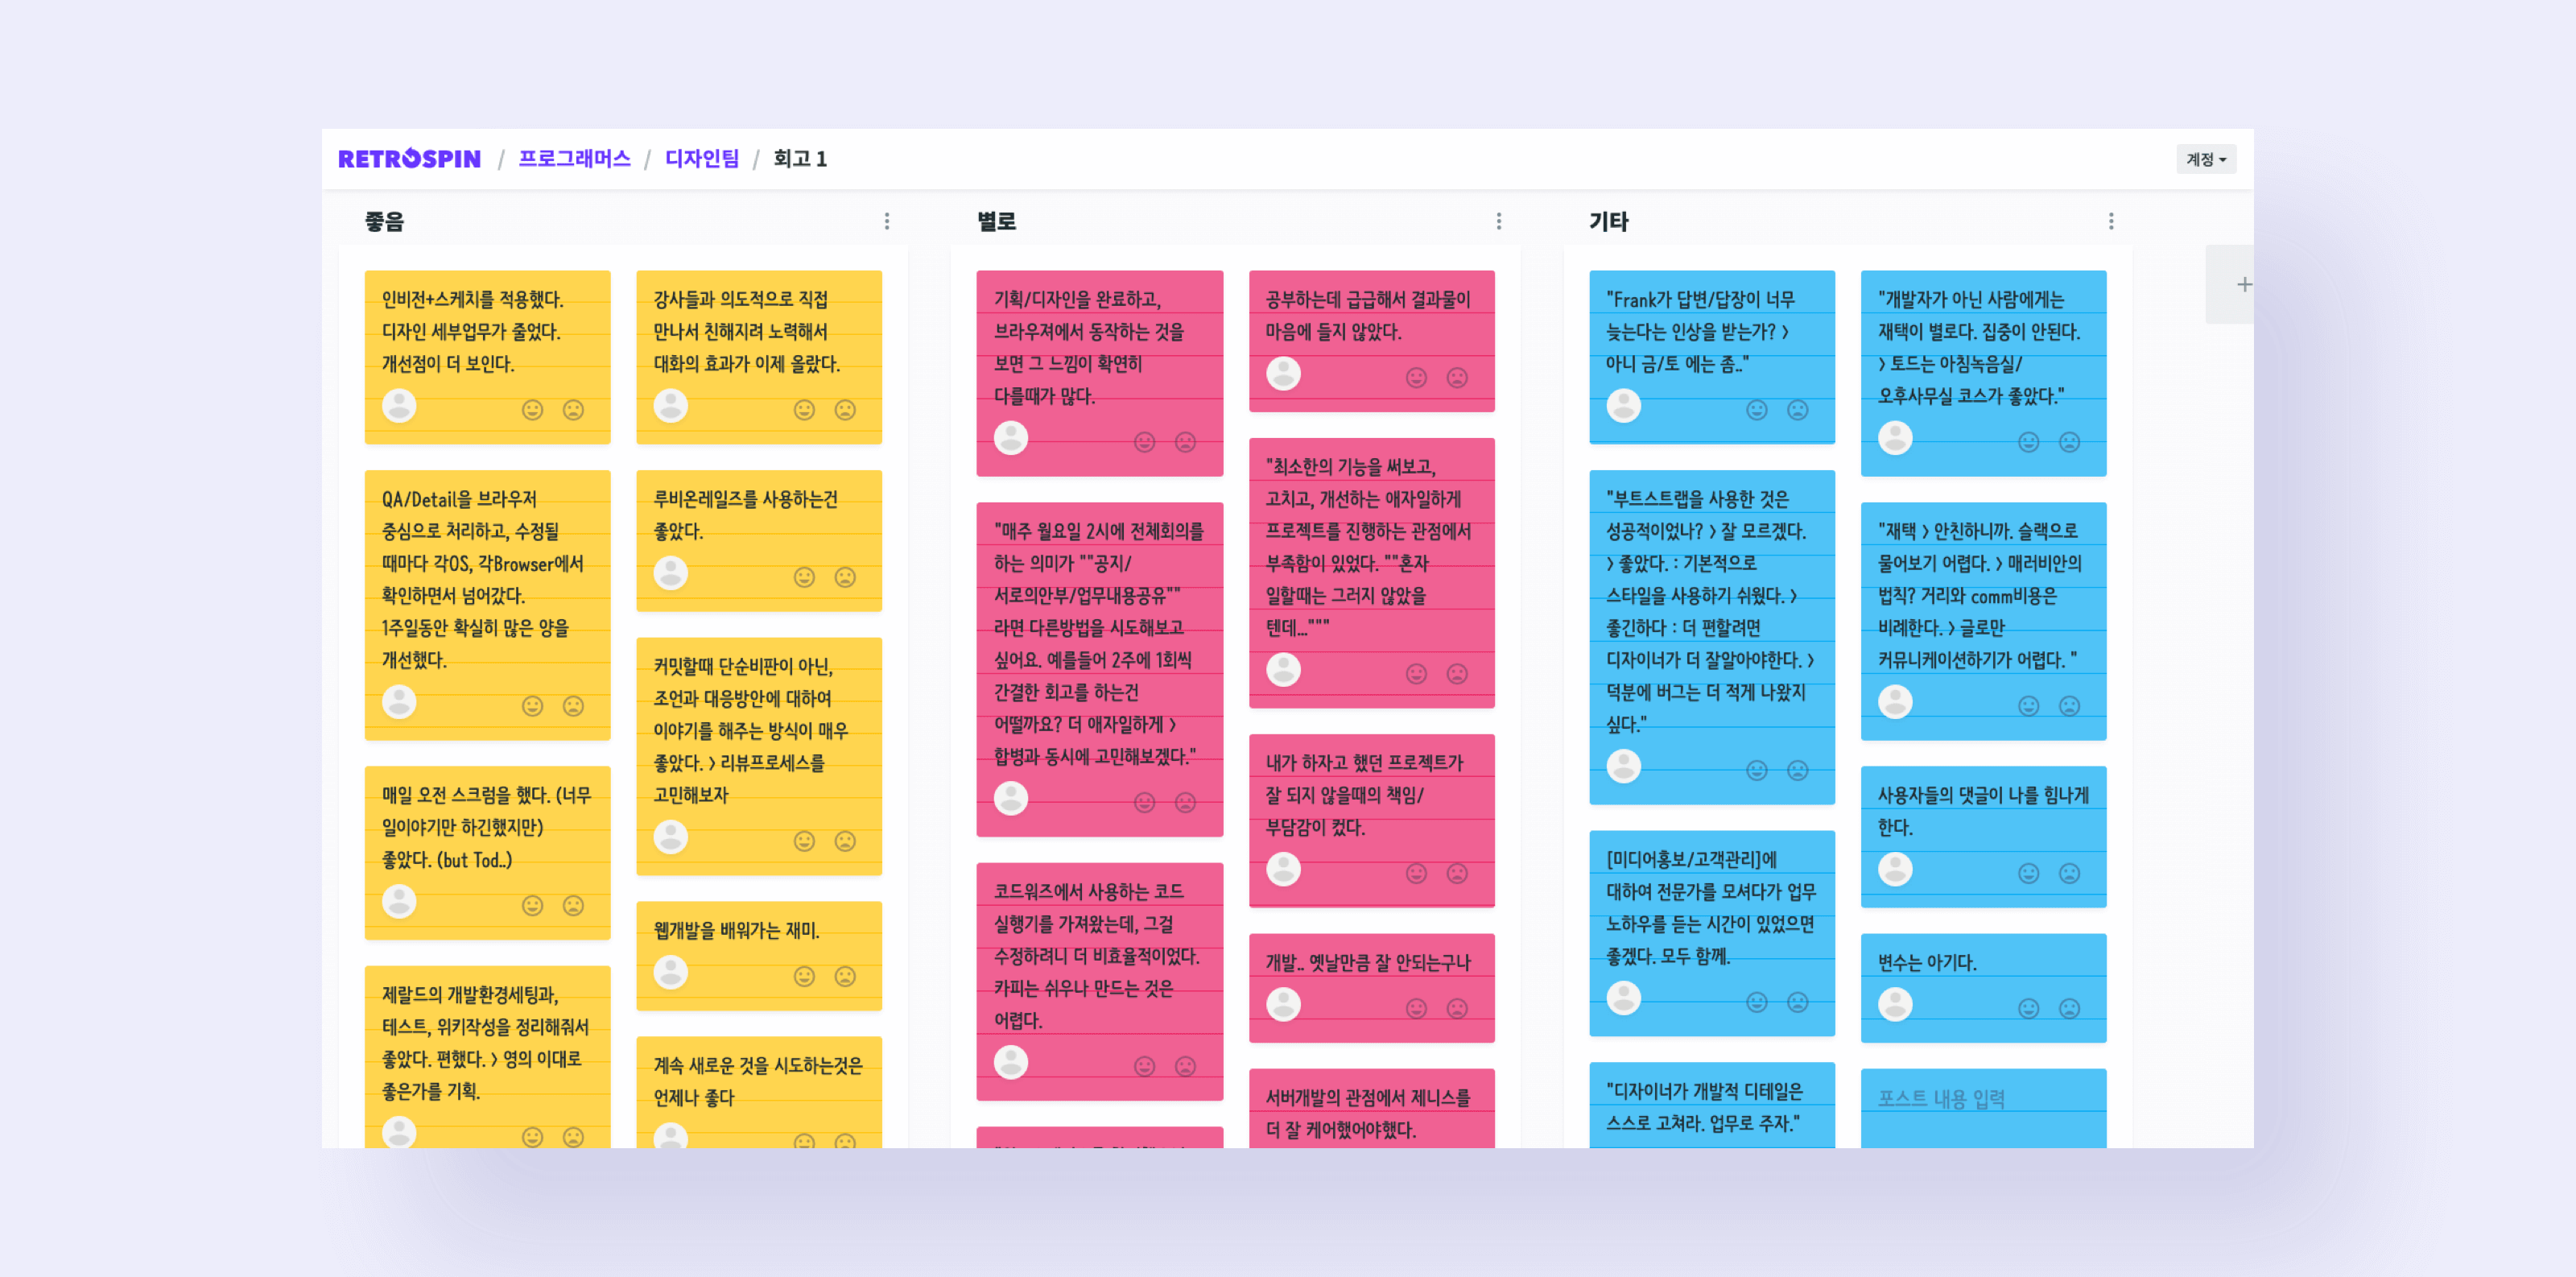 RETROSPIN / 프로그래머스 / 디자인팀 / 회고 1
계정
좋음
인비전+스케치를 적용했다.
디자인 세부업무가 줄었다.
개선점이 더 보인다.
QA/Detail을 브라우저
중심으로 처리하고, 수정될
때마다 각OS, 각Browser에서
확인하면서 넘어갔다.
1주일동안 확실히 많은 양을
개선했다.
매일 오전 스크럼을 했다. (너무
일이야기만 하긴했지만)
좋았다. (but Tod..)
제랄드의 개발환경세팅과,
테스트, 위키작성을 정리해줘서
좋았다. 편했다. > 영의 이대로
좋은가를 기획.
강사들과 의도적으로 직접
만나서 친해지려 노력해서
대화의 효과가 이제 올랐다.
루비온레일즈를 사용하는건
좋았다.
커밋할때 단순비판이 아닌,
조언과 대응방안에 대하여
이야기를 해주는 방식이 매우
좋았다. > 리뷰프로세스를
고민해보자
웹개발을 배워가는 재미.
계속 새로운 것을 시도하는것은
언제나 좋다
별로
기획/디자인을 완료하고,
브라우져에서 동작하는 것을
보면 그 느낌이 확연히
다를때가 많다.
"매주 월요일 2시에 전체회의를
하는 의미가 ""공지/
서로의안부/업무내용공유""
라면 다른방법을 시도해보고
싶어요. 예를들어 2주에 1회씩
간결한 회고를 하는건
어떨까요? 더 애자일하게 >
합병과 동시에 고민해보겠다."
코드워즈에서 사용하는 코드
실행기를 가져왔는데, 그걸
수정하려니 더 비효율적이었다.
카피는 쉬우나 만드는 것은
어렵다.
공부하는데 급급해서 결과물이
마음에 들지 않았다.
"최소한의 기능을 써보고,
고치고, 개선하는 애자일하게
프로젝트를 진행하는 관점에서
부족함이 있었다. ""혼자
일할때는 그러지 않았을
텐데..."""
내가 하자고 했던 프로젝트가
잘 되지 않을때의 책임/
부담감이 컸다.
개발.. 옛날만큼 잘 안되는구나
서버개발의 관점에서 제니스를
더 잘 케어했어야했다.
기타
"Frank가 답변/답장이 너무
늦는다는 인상을 받는가? >
아니 금/토 에는 좀.."
"부트스트랩을 사용한 것은
성공적이었나? > 잘 모르겠다.
> 좋았다. : 기본적으로
스타일을 사용하기 쉬웠다. >
좋긴하다 : 더 편할려면
디자이너가 더 잘알아야한다. >
덕분에 버그는 더 적게 나왔지
싶다."
[미디어홍보/고객관리]에
대하여 전문가를 모셔다가 업무
노하우를 듣는 시간이 있었으면
좋겠다. 모두 함께.
"디자이너가 개발적 디테일은
스스로 고쳐라. 업무로 주자."
"개발자가 아닌 사람에게는
재택이 별로다. 집중이 안된다.
> 토드는 아침녹음실/
오후사무실 코스가 좋았다."
"재택 > 안친하니까. 슬랙으로
물어보기 어렵다. > 매러비안의
법칙? 거리와 comm비용은
비례한다. > 글로만
커뮤니케이션하기가 어렵다. "
사용자들의 댓글이 나를 힘나게
한다.
변수는 아기다.
포스트 내용 입력